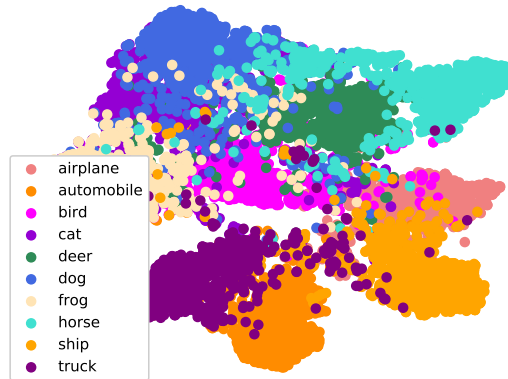 airplane
automobile
bird
cat
deer
dog
frog
horse
ship
truck